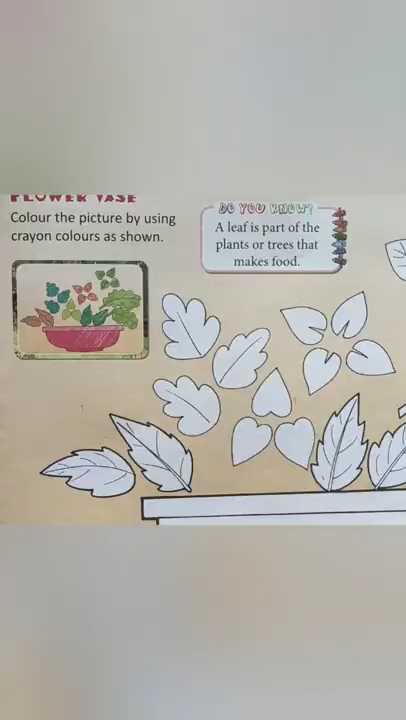 FLOWER VASE
Colour the picture by using
crayon colours as shown.
DO YOU KNOW?
A leaf is part of the
plants or trees that
makes food.